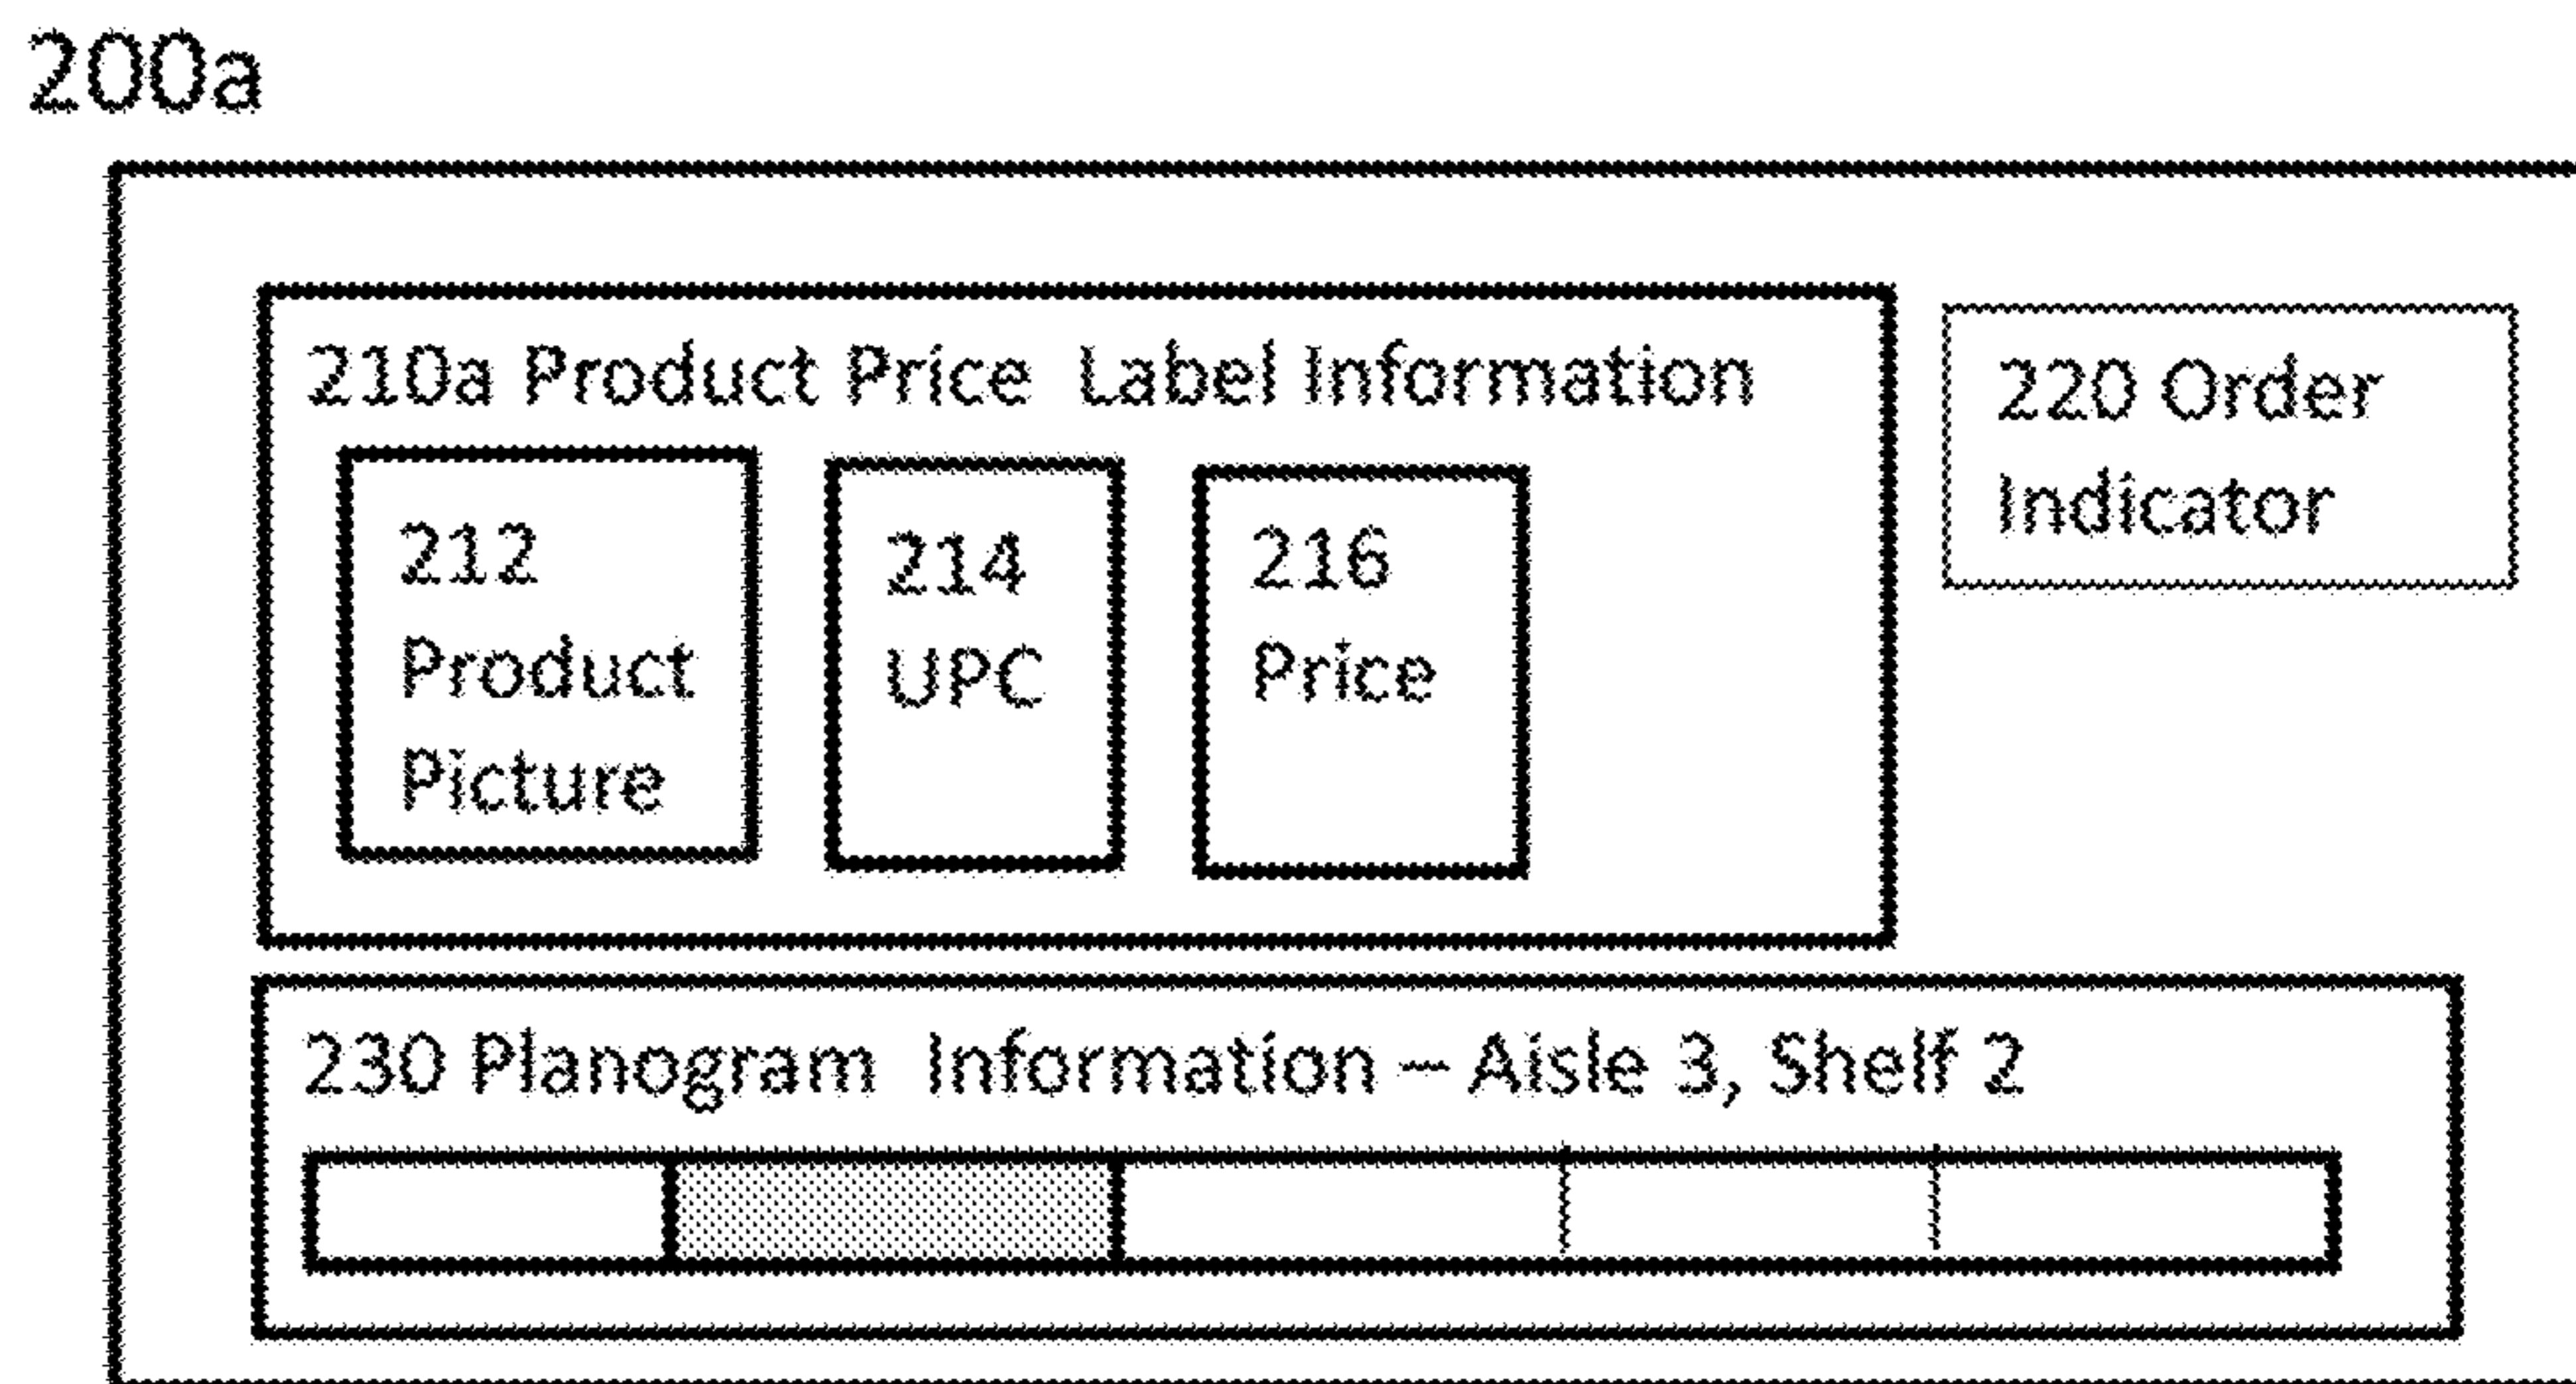 200a
210a Product Price Label Information
220 Order
Indicator
212
Product
Picture
214
UPC
216
Price
230 Planogram Information – Aisle 3, Shelf 2